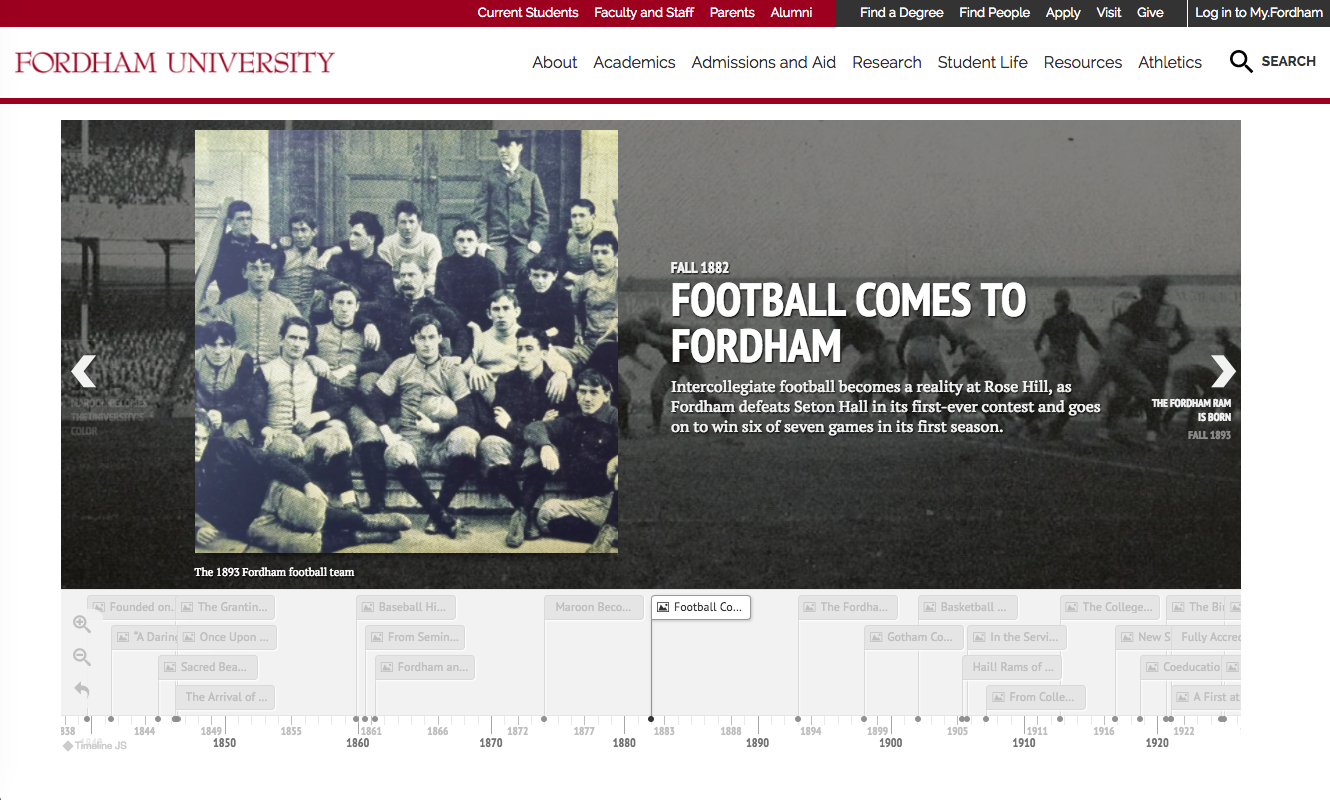 Current Students Faculty and Staff Parents Alumni Find a Degree Find People Apply Visit Give Log in to My.Fordham
FORDHAM UNIVERSITY
About Academics Admissions and Aid Research Student Life Resources Athletics SEARCH
FALL 1882
FOOTBALL COMES TO
FORDHAM
Intercollegiate football becomes a reality at Rose Hill, as
Fordham defeats Seton Hall in its first-ever contest and goes
on to win six of seven games in its first season.
MAROON BECOMES
THE UNIVERSITY'S
COLOR
THE FORDHAM RAM
IS BORN
FALL 1893
The 1893 Fordham football team
Founded on. The Grantin... Baseball Hi... Maroon Beco... Football Co... The Fordha... Basketball ... The College... The Bi
"A Daring Once Upon ... From Semin... Gotham Co... In the Servi... New S Fully Accred
Sacred Bea... Fordham an... Hail! Rams of ... Coeducatio
The Arrival of ... From Colle... A First at
838 1844 1849 1855 1861 1866 1872 1877 1883 1888 1894 1899 1905 1911 1916 1922
1850 1860 1870 1880 1890 1900 1910 1920
Timeline JS